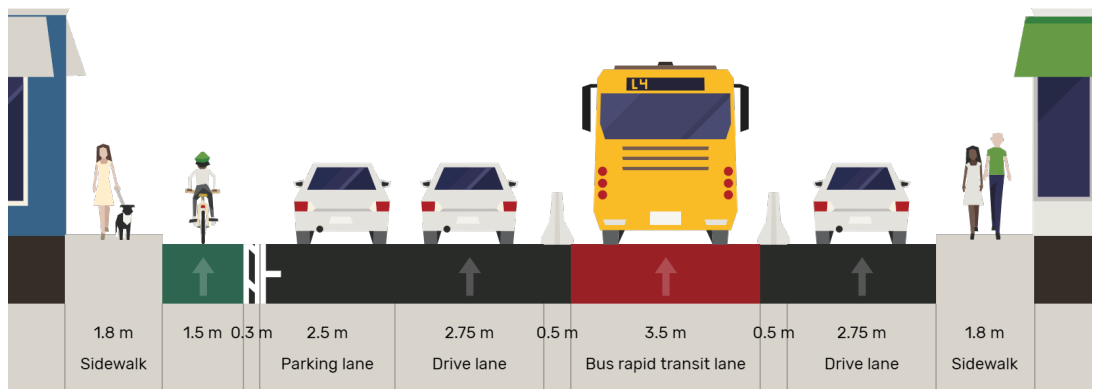 L4
1.8 m
Sidewalk
1.5 m
0.3 m
2.5 m
Parking lane
2.75 m
Drive lane
0.5 m
3.5 m
Bus rapid transit lane
0.5 m
2.75 m
Drive lane
1.8 m
Sidewalk